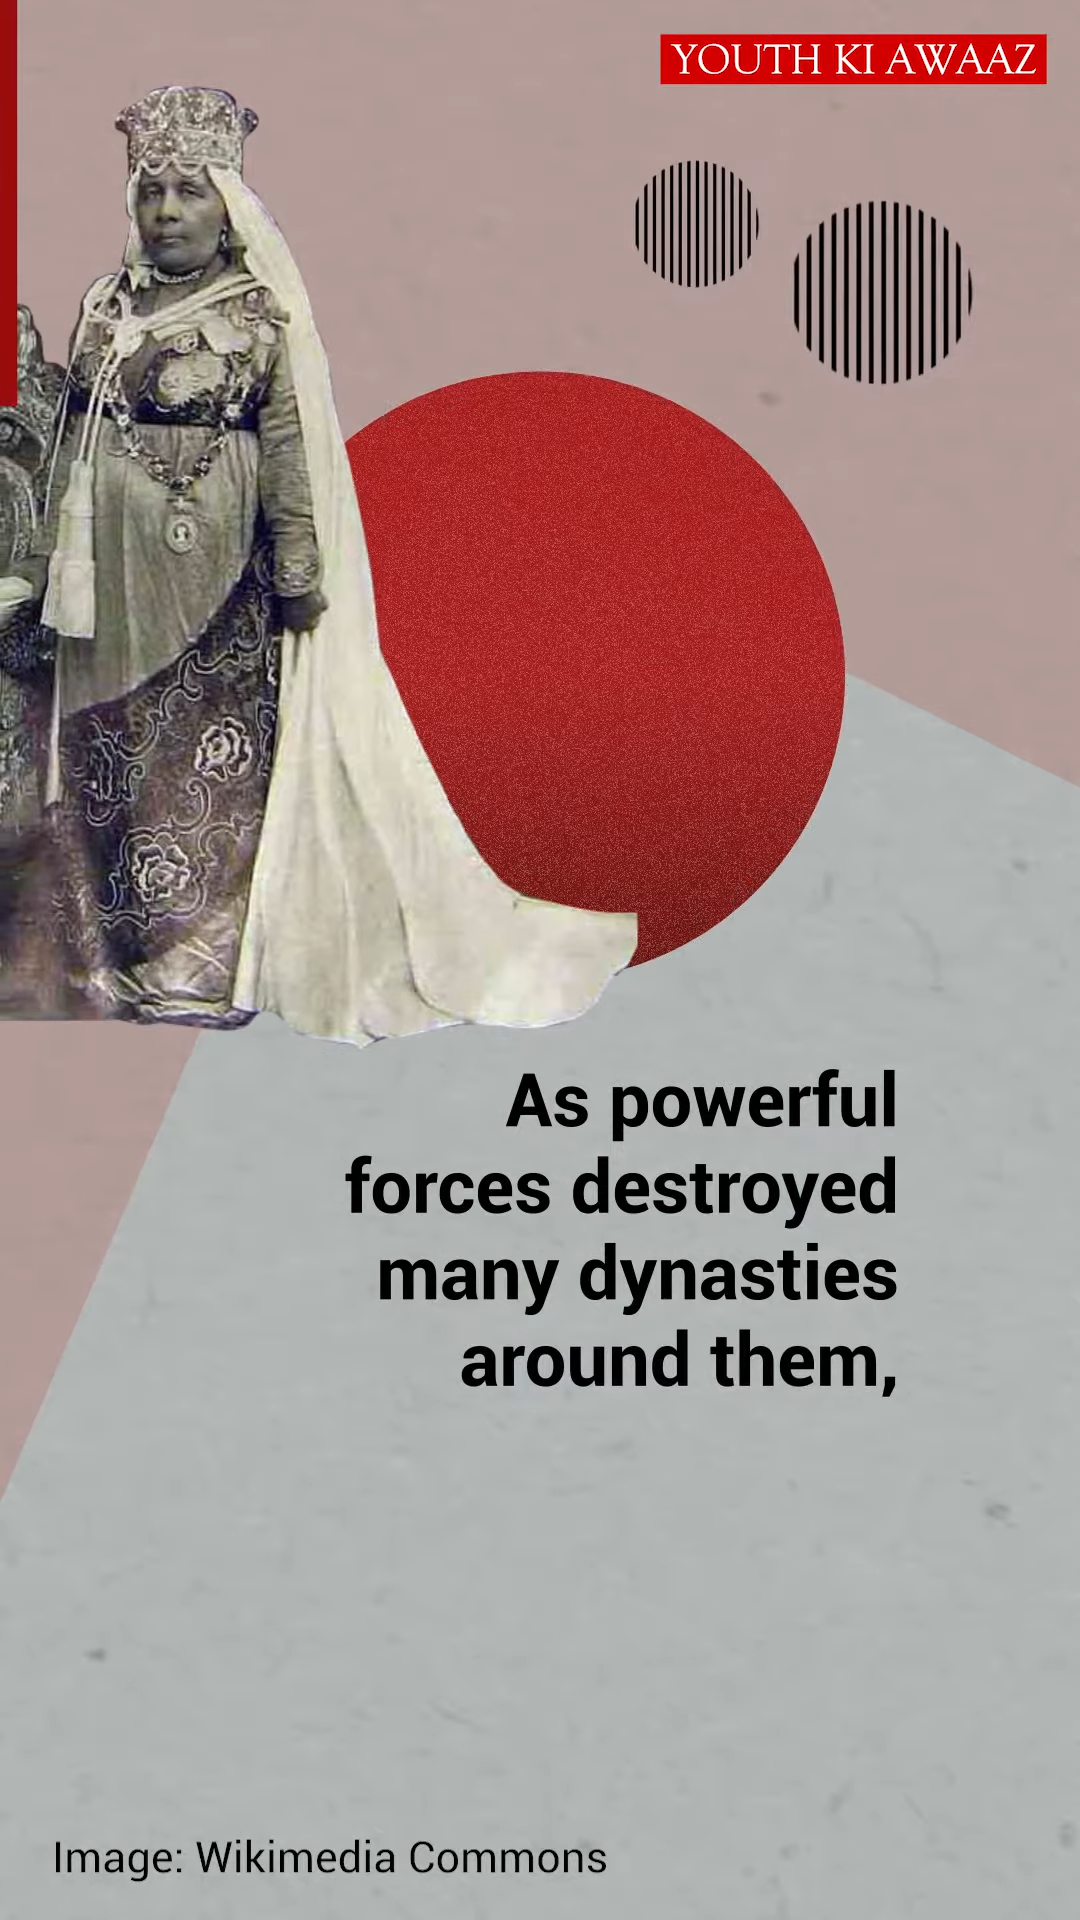 YOUTH KI AWAAZ
As powerful
forces destroyed
many dynasties
around them,
Image: Wikimedia Commons